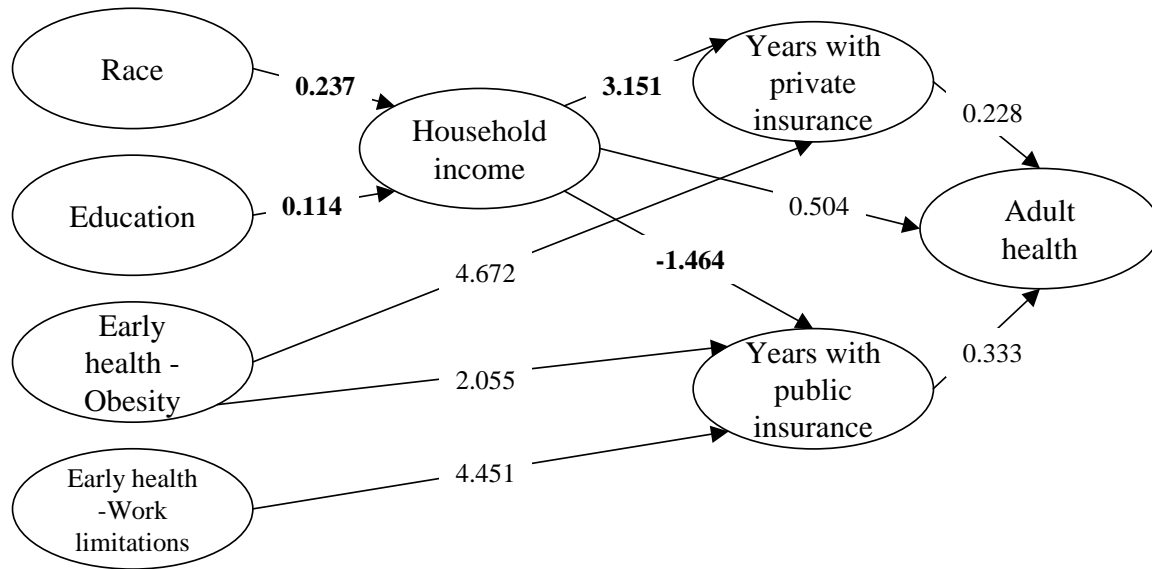 Race
0.237
Education
0.114
Early
health -
Obesity
Early health
-Work
limitations
Household
income
3.151
4.672
-1.464
2.055
4.451
Years with
private
insurance
0.504
Years with
public
insurance
0.228
0.333
Adult
health